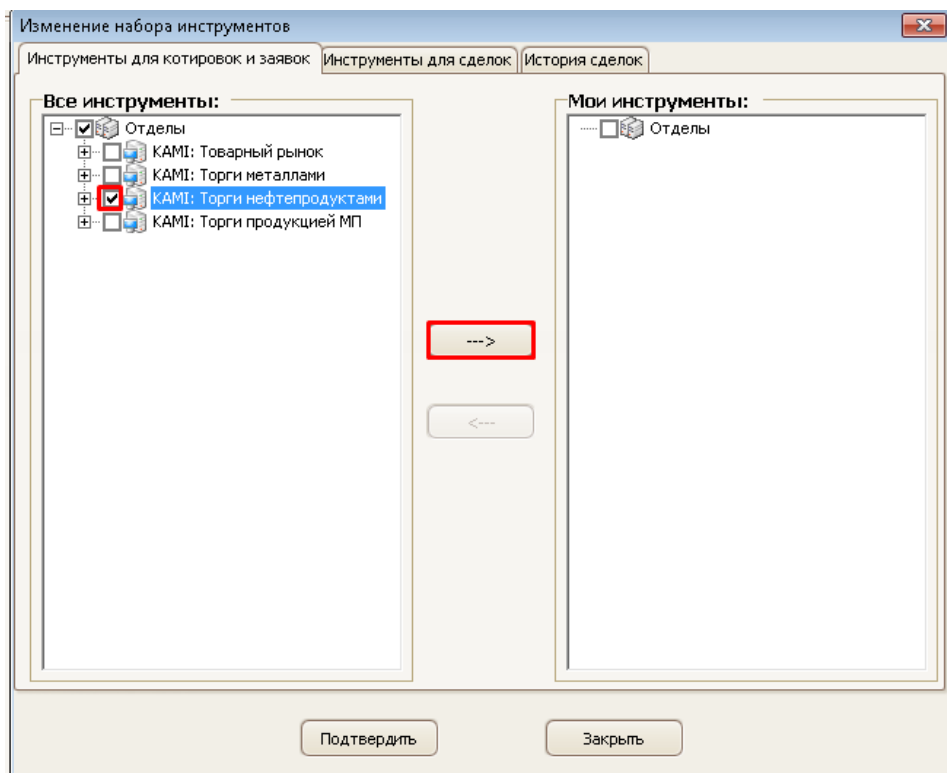 Изменение набора инструментов
Инструменты для котировок и заявок
Инструменты для сделок
История сделок
Все инструменты:
Отделы
КАМI: Товарный рынок
КАМI: Торги металлами
КАМI: Торги нефтепродуктами
КАМI: Торги продукцией МП
--->
<---
Мои инструменты:
Отделы
Подтвердить
Закрыть